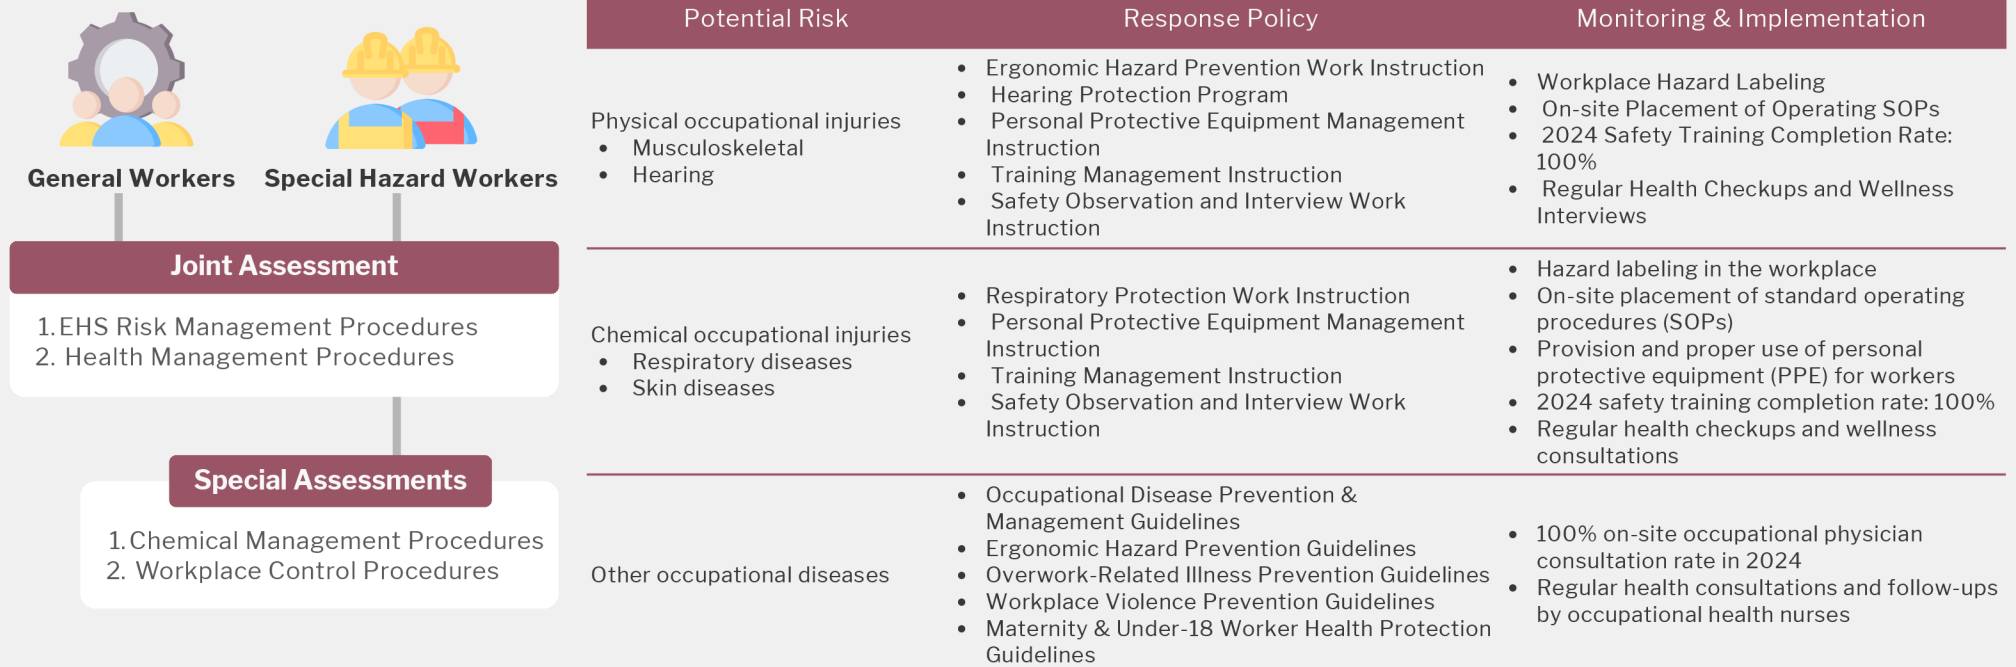 General Workers
Special Hazard Workers
Joint Assessment
1. EHS Risk Management Procedures
2. Health Management Procedures
Special Assessments
1. Chemical Management Procedures
2. Workplace Control Procedures
Potential Risk
Response Policy
Monitoring & Implementation
Physical occupational injuries
• Musculoskeletal
• Hearing
• Ergonomic Hazard Prevention Work Instruction
• Hearing Protection Program
• Personal Protective Equipment Management
Instruction
• Training Management Instruction
• Safety Observation and Interview Work
Instruction
• Workplace Hazard Labeling
• On-site Placement of Operating SOPs
• 2024 Safety Training Completion Rate:
100%
• Regular Health Checkups and Wellness
Interviews
Chemical occupational injuries
• Respiratory diseases
• Skin diseases
• Respiratory Protection Work Instruction
• Personal Protective Equipment Management
Instruction
• Training Management Instruction
• Safety Observation and Interview Work
Instruction
• Hazard labeling in the workplace
• On-site placement of standard operating
procedures (SOPs)
• Provision and proper use of personal
protective equipment (PPE) for workers
• 2024 safety training completion rate: 100%
• Regular health checkups and wellness
consultations
Other occupational diseases
• Occupational Disease Prevention &
Management Guidelines
• Ergonomic Hazard Prevention Guidelines
• Overwork-Related Illness Prevention Guidelines
• Workplace Violence Prevention Guidelines
• Maternity & Under-18 Worker Health Protection
Guidelines
• 100% on-site occupational physician
consultation rate in 2024
• Regular health consultations and follow-ups
by occupational health nurses